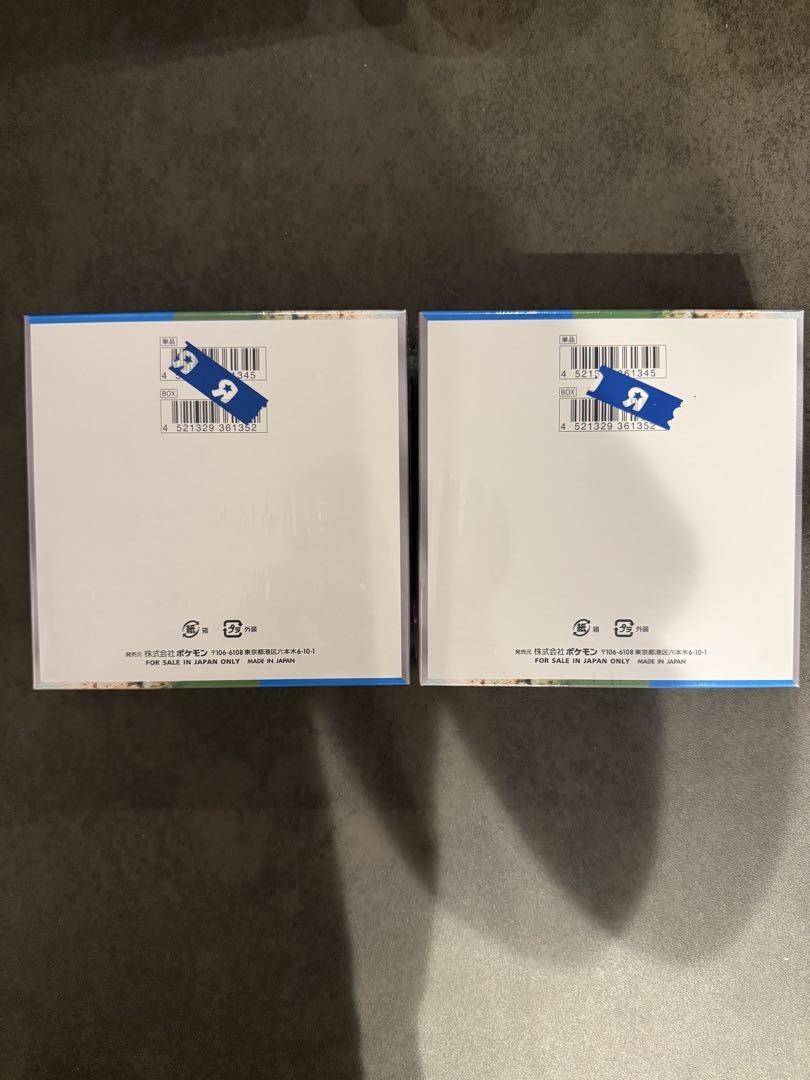 単品
4 5 1345
BOX
4 521329 361352
紙 箱 プラ 外装
発売元 株式会社 ポケモン 〒106-6108 東京都港区六本木6-10-1
FOR SALE IN JAPAN ONLY MADE IN JAPAN
単品
4 5213 361345
BOX
4 521329 361352
紙 箱 プラ 外装
発売元 株式会社 ポケモン 〒106-6108 東京都港区六本木6-10-1
FOR SALE IN JAPAN ONLY MADE IN JAPAN